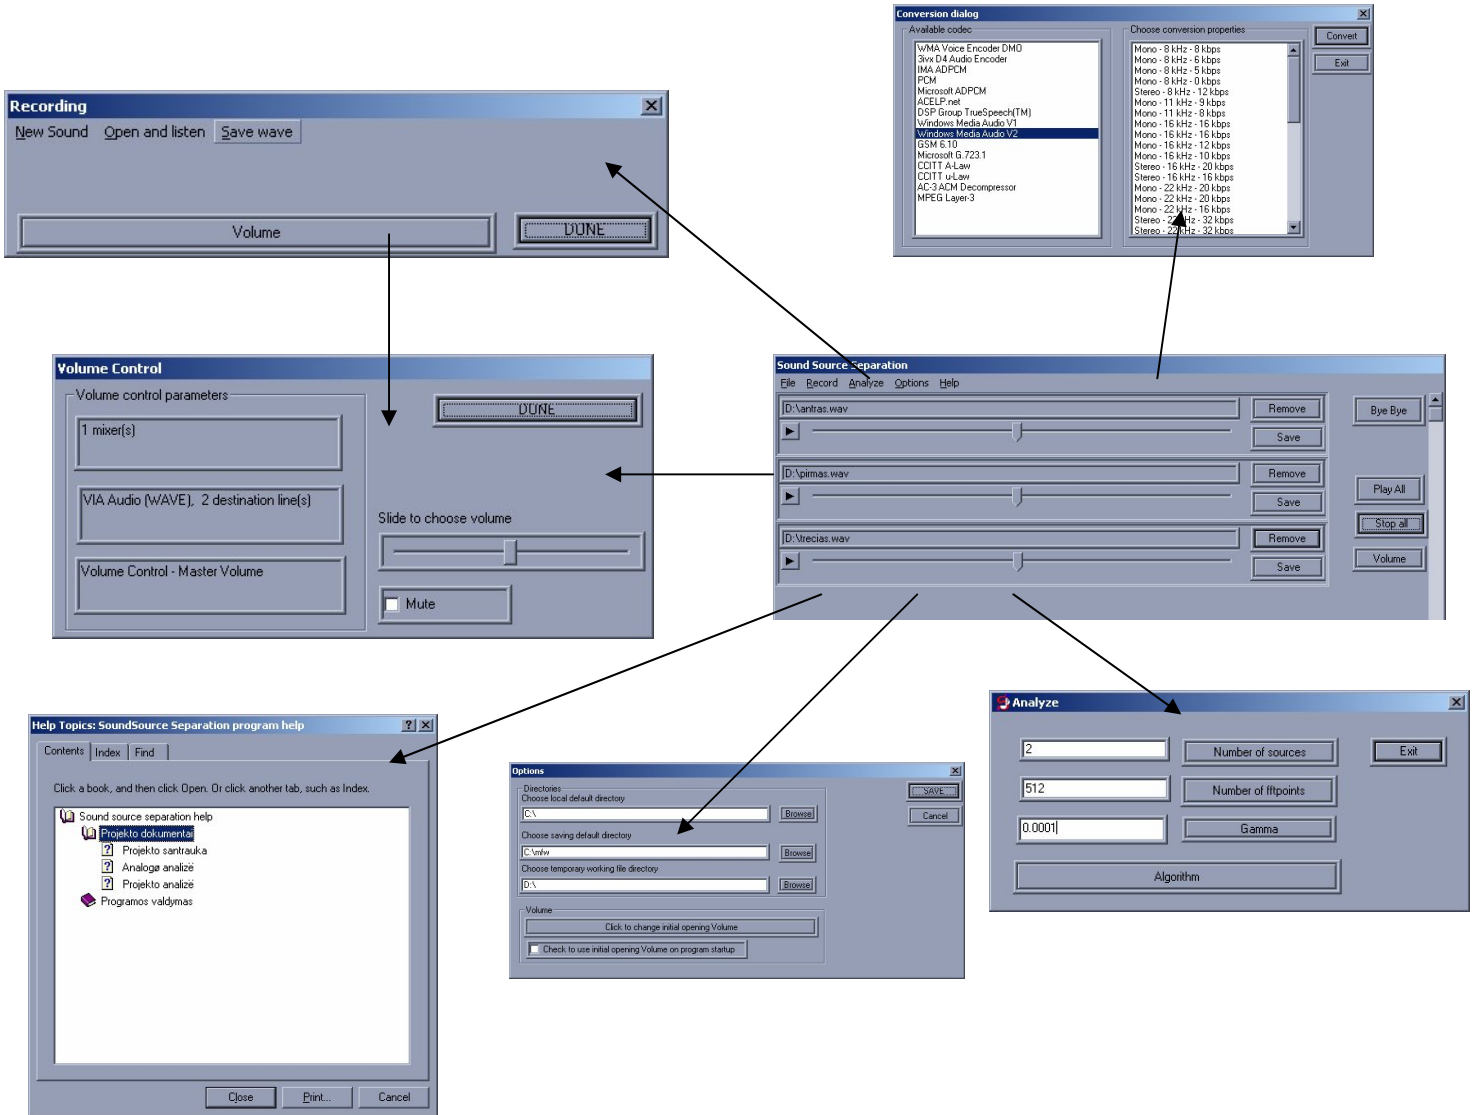 Conversion dialog
Available codec
WMA Voice Encoder DMO
3ivx D4 Audio Encoder
IMA ADPCM
PCM
Microsoft ADPCM
ACELP.net
DSP Group TrueSpeech(TM)
Windows Media Audio V1
Windows Media Audio V2
GSM 6.10
Microsoft G.723.1
CCITT A-Law
CCITT u-Law
AC-3 ACM Decompressor
MPEG Layer-3
Choose conversion properties
Mono - 8 kHz - 8 kbps
Mono - 8 kHz - 6 kbps
Mono - 8 kHz - 5 kbps
Mono - 8 kHz - 0 kbps
Stereo - 8 kHz - 12 kbps
Mono - 11 kHz - 9 kbps
Mono - 11 kHz - 8 kbps
Mono - 16 kHz - 16 kbps
Mono - 16 kHz - 16 kbps
Mono - 16 kHz - 12 kbps
Mono - 16 kHz - 10 kbps
Stereo - 16 kHz - 20 kbps
Stereo - 16 kHz - 16 kbps
Mono - 22 kHz - 20 kbps
Mono - 22 kHz - 20 kbps
Mono - 22 kHz - 16 kbps
Stereo - 22 kHz - 32 kbps
Stereo - 22 kHz - 32 kbps
Convert
Exit
Recording
New Sound Open and listen Save wave
Volume
DONE
Volume Control
Volume control parameters
1 mixer(s)
VIA Audio (WAVE), 2 destination line(s)
Volume Control - Master Volume
DONE
Slide to choose volume
Mute
Sound Source Separation
File Record Analyze Options Help
D:\antras.wav
Remove
Save
D:\pirmas.wav
Remove
Save
D:\trecias.wav
Remove
Save
Bye Bye
Play All
Stop all
Volume
Help Topics: SoundSource Separation program help
Contents Index Find
Click a book, and then click Open. Or click another tab, such as Index.
Sound source separation help
Projekto dokumentai
Projekto santrauka
Analogø analizë
Projekto analizë
Programos valdymas
Close Print... Cancel
Options
Directories
Choose local default directory
C:\
Browse
Choose saving default directory
C:\mfw
Browse
Choose temporary working file directory
D:\
Browse
SAVE
Cancel
Volume
Click to change initial opening Volume
Check to use initial opening Volume on program startup
Analyze
2
Number of sources
Exit
512
Number of fftpoints
0.0001
Gamma
Algorithm